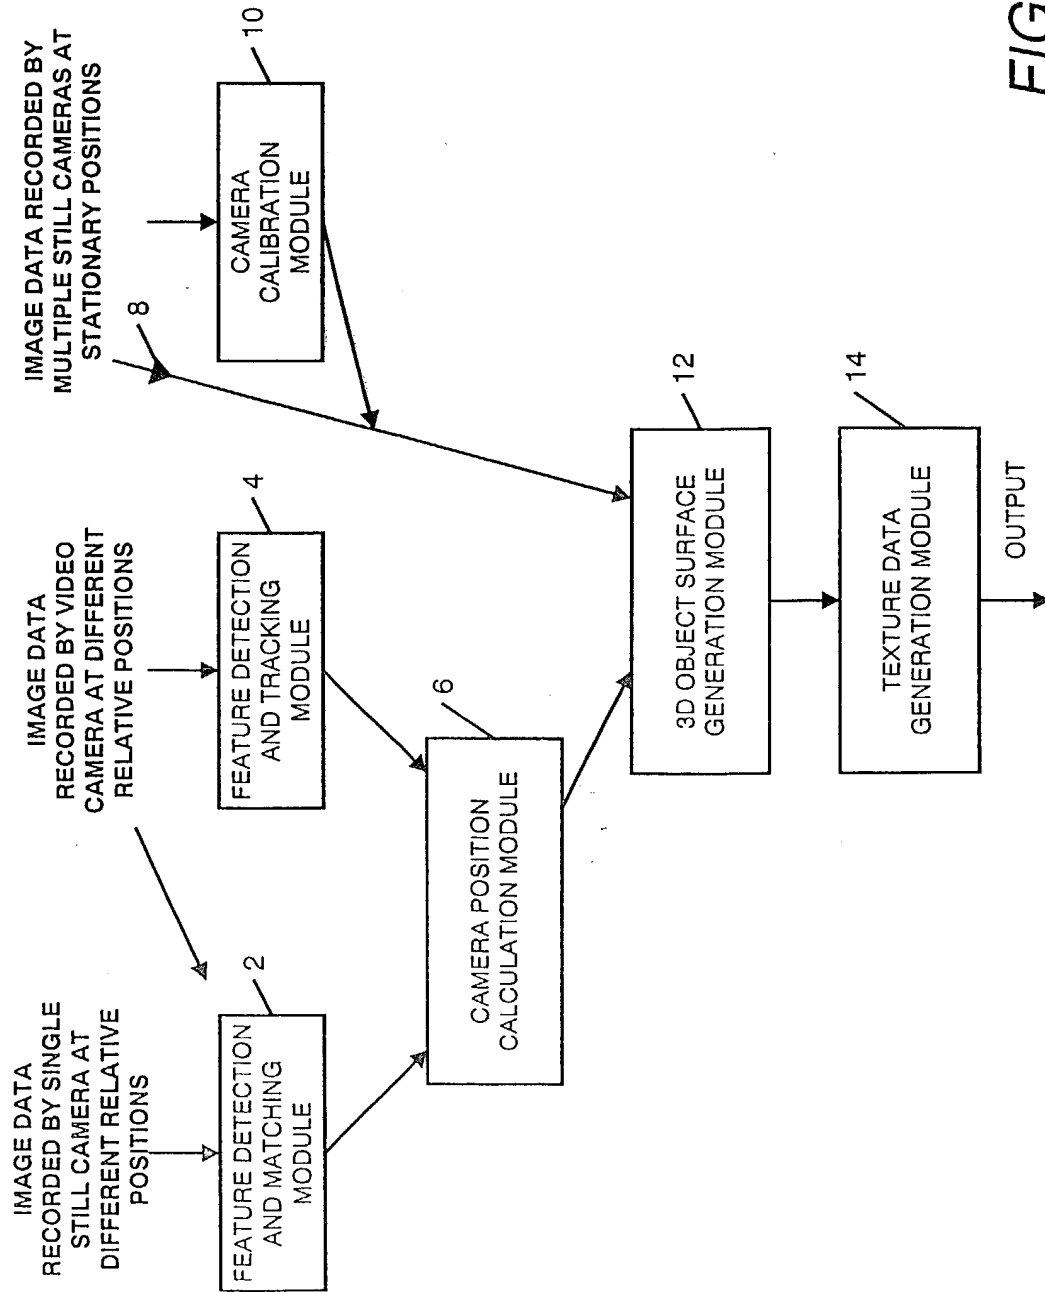 IMAGE DATA
RECORDED BY SINGLE
STILL CAMERA AT
DIFFERENT RELATIVE
POSITIONS
IMAGE DATA
RECORDED BY VIDEO
CAMERA AT DIFFERENT
RELATIVE POSITIONS
IMAGE DATA RECORDED BY
MULTIPLE STILL CAMERAS AT
STATIONARY POSITIONS
2
FEATURE DETECTION
AND MATCHING
MODULE
4
FEATURE DETECTION
AND TRACKING
MODULE
8
10
CAMERA
CALIBRATION
MODULE
6
CAMERA POSITION
CALCULATION MODULE
12
3D OBJECT SURFACE
GENERATION MODULE
14
TEXTURE DATA
GENERATION MODULE
OUTPUT
FIG